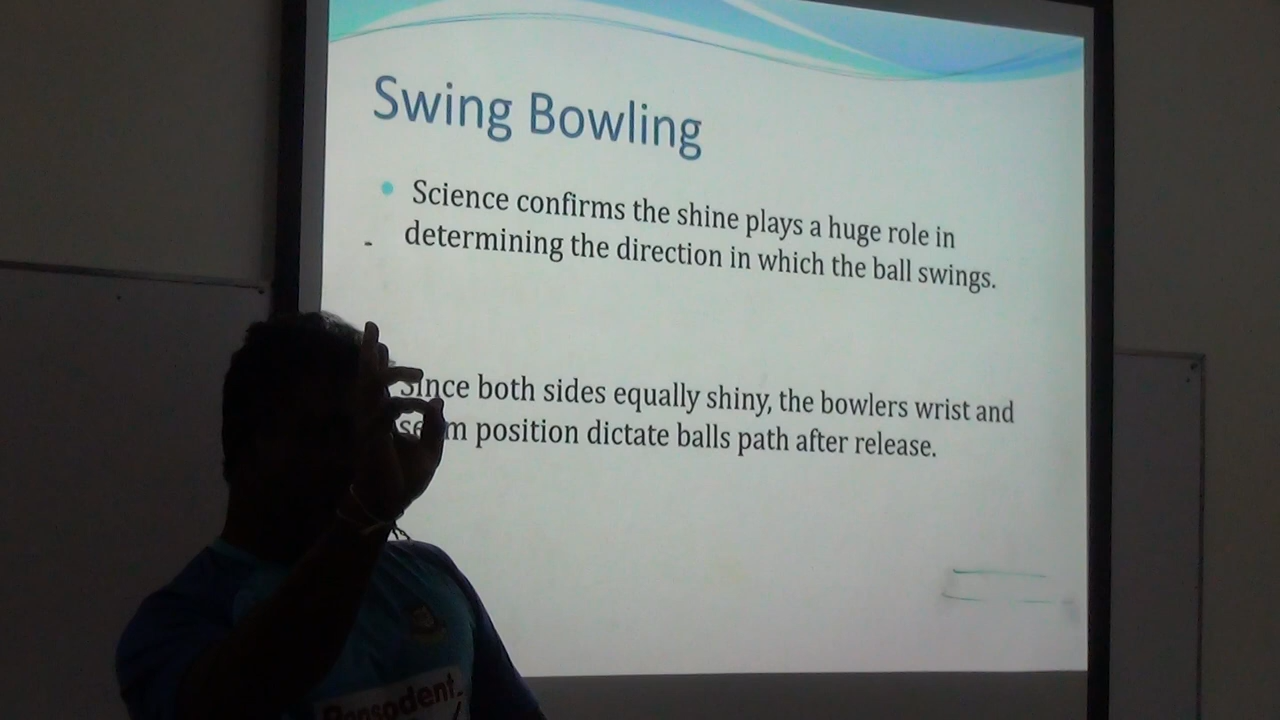 Swing Bowling
Science confirms the shine plays a huge role in
determining the direction in which the ball swings.
Since both sides equally shiny, the bowlers wrist and
seam position dictate balls path after release.
Sensodent